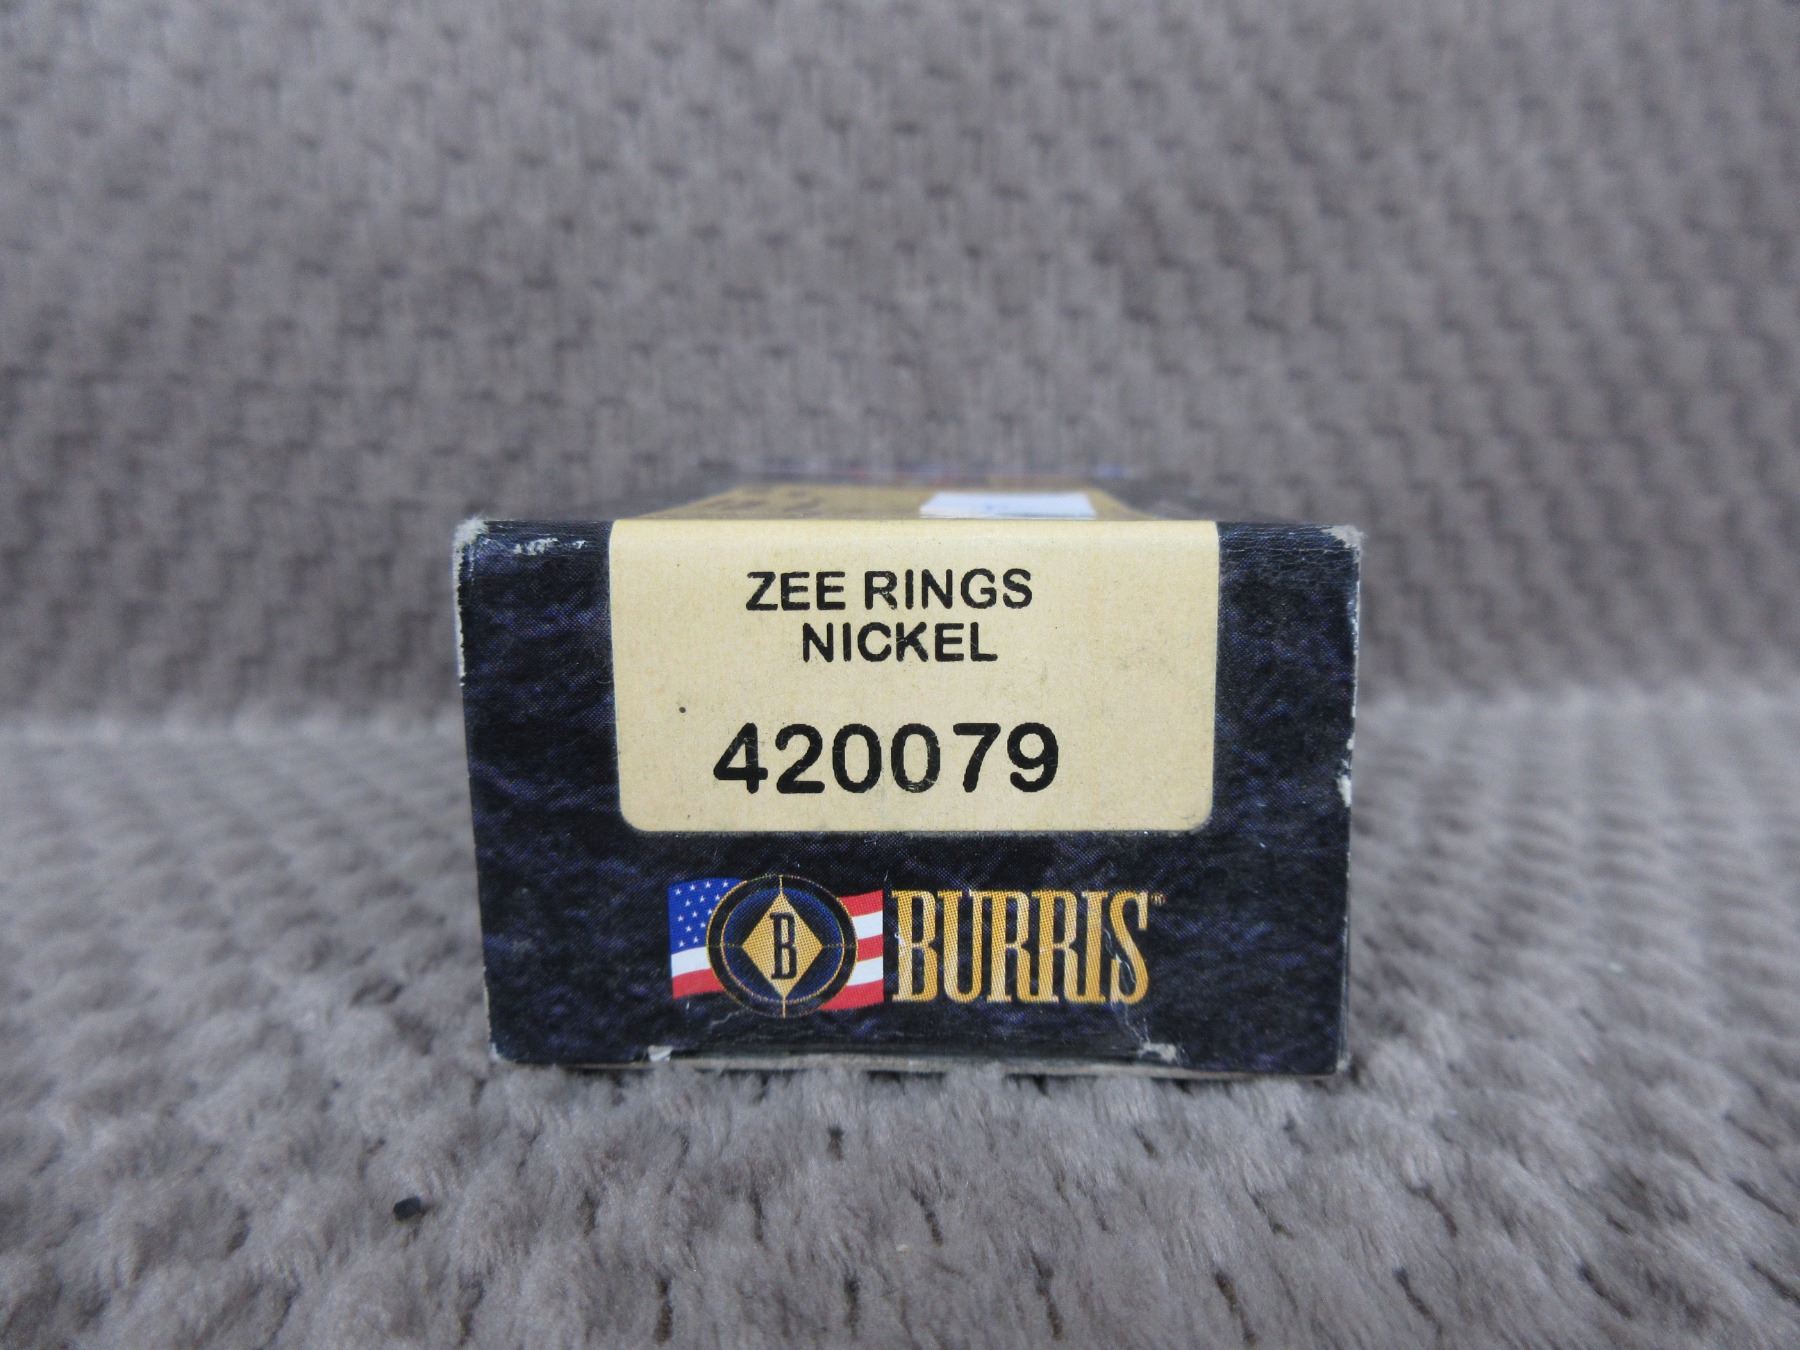 ZEE RINGS
NICKEL
420079
B BURRIS®